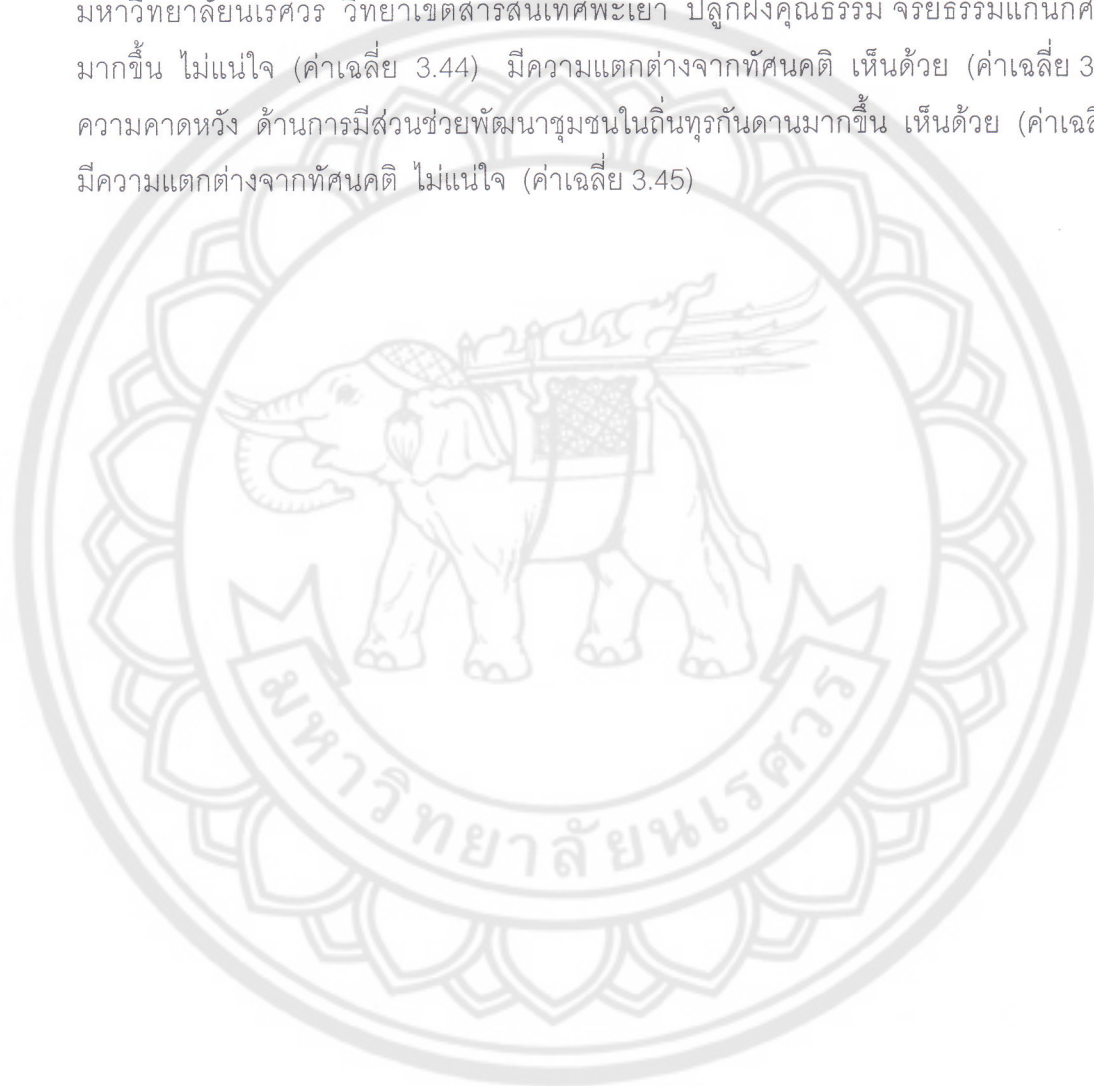 มหาวิทยาลัยนเรศวร วิทยาเขตสารสนเทศพะเยา ปลูกฝังคุณธรรม จริยธรรมแก่นิ
มากขึ้น ไม่แน่ใจ (ค่าเฉลี่ย 3.44) มีความแตกต่างจากทัศนคติ เห็นด้วย (ค่าเฉลี่ย
ความคาดหวัง ด้านการมีส่วนช่วยพัฒนาชุมชนในถิ่นทุรกันดานมากขึ้น เห็นด้วย
มีความแตกต่างจากทัศนคติ ไม่แน่ใจ (ค่าเฉลี่ย 3.45)
มหาวิทยาลัยนเรศวร